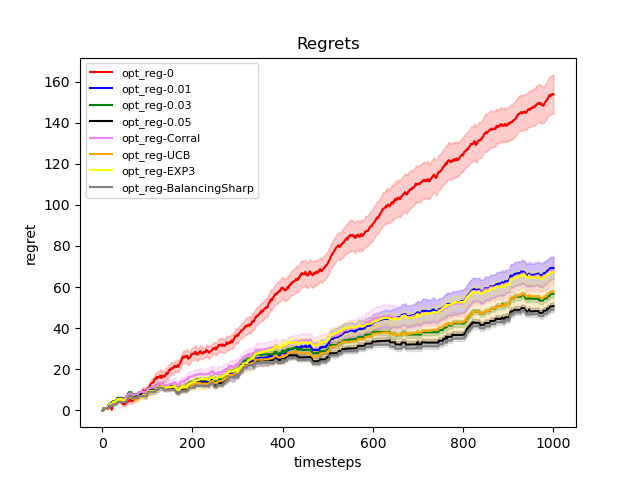 Regrets
opt_reg-0
opt_reg-0.01
opt_reg-0.03
opt_reg-0.05
opt_reg-Corral
opt_reg-UCB
opt_reg-EXP3
opt_reg-BalancingSharp
regret
160
140
120
100
80
60
40
20
0
0 200 400 600 800 1000
timesteps